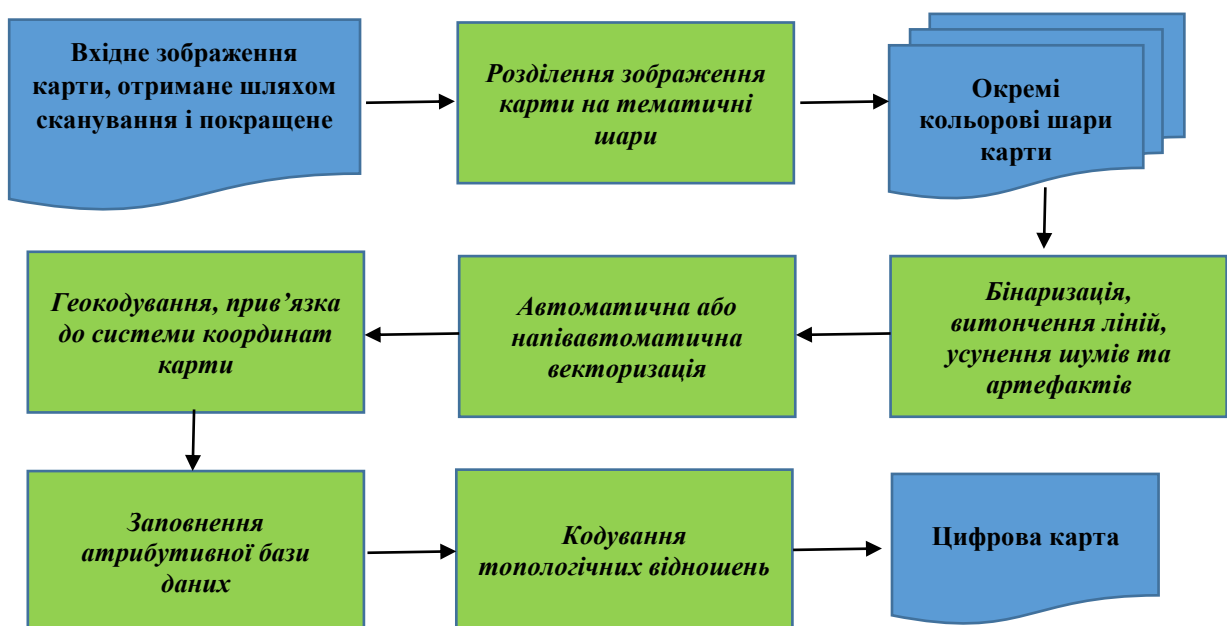 Вхідне зображення
карти, отримане шляхом
сканування і покращене
Розділення зображення
карти на тематичні
шари
Окремі
кольорові шари
карти
Бінаризація,
витончення ліній,
усунення шумів та
артефактів
Автоматична або
напівавтоматична
векторизація
Геокодування, прив’язка
до системи координат
карти
Заповнення
атрибутивної бази
даних
Кодування
топологічних відношень
Цифрова карта